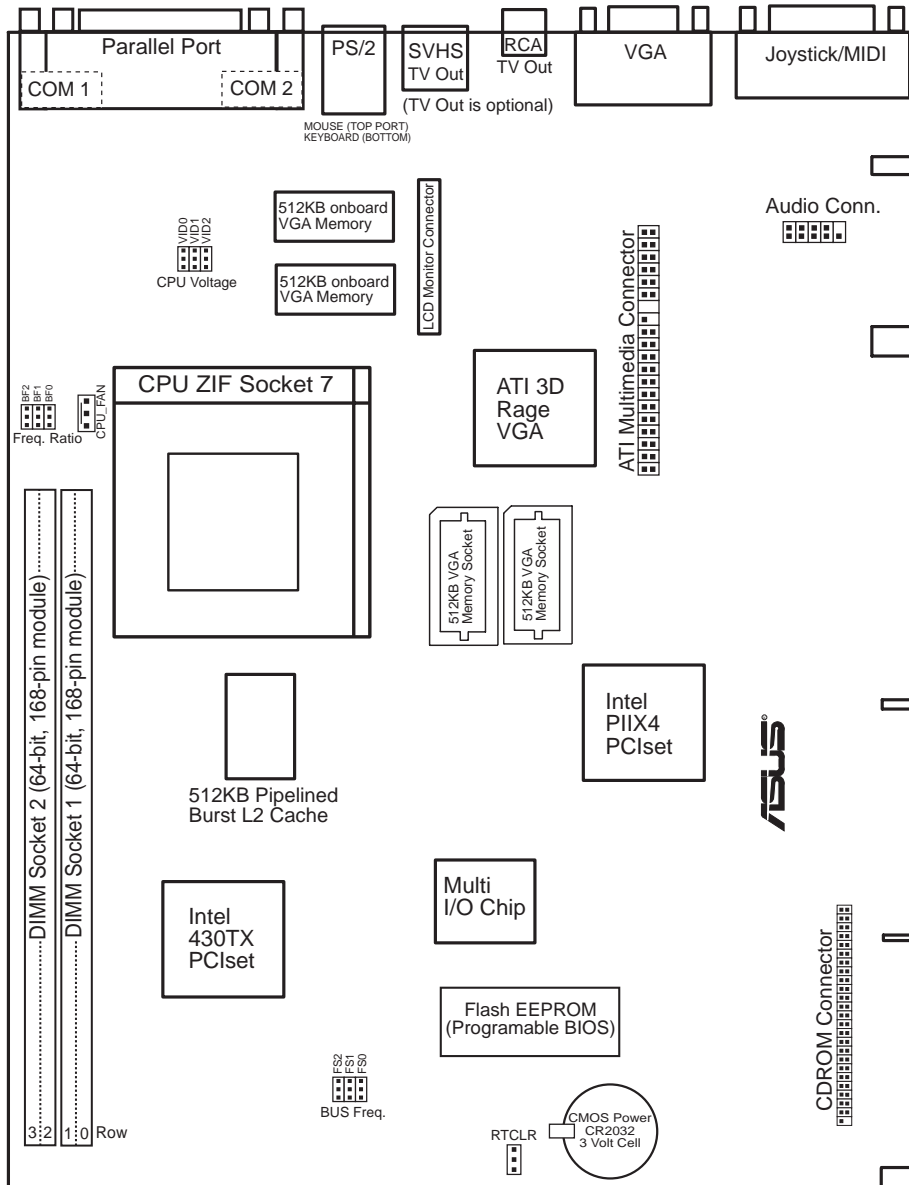 Parallel Port
COM 1
COM 2
PS/2
MOUSE (TOP PORT)
KEYBOARD (BOTTOM)
SVHS
TV Out
RCA
TV Out
(TV Out is optional)
VGA
Joystick/MIDI
VID0
VID1
VID2
CPU Voltage
512KB onboard
VGA Memory
512KB onboard
VGA Memory
LCD Monitor Connector
ATI Multimedia Connector
Audio Conn.
BF2
BF1
BF0
Freq. Ratio
CPU_FAN
CPU ZIF Socket 7
ATI 3D
Rage
VGA
512KB VGA
Memory Socket
512KB VGA
Memory Socket
DIMM Socket 2 (64-bit, 168-pin module)
DIMM Socket 1 (64-bit, 168-pin module)
512KB Pipelined
Burst L2 Cache
Intel
PIIX4
PCIset
ASUS®
Intel
430TX
PCIset
Multi
I/O Chip
Flash EEPROM
(Programable BIOS)
CDROM Connector
FS2
FS1
FS0
BUS Freq.
RTCLR
CMOS Power
CR2032
3 Volt Cell
3 2 1 0 Row